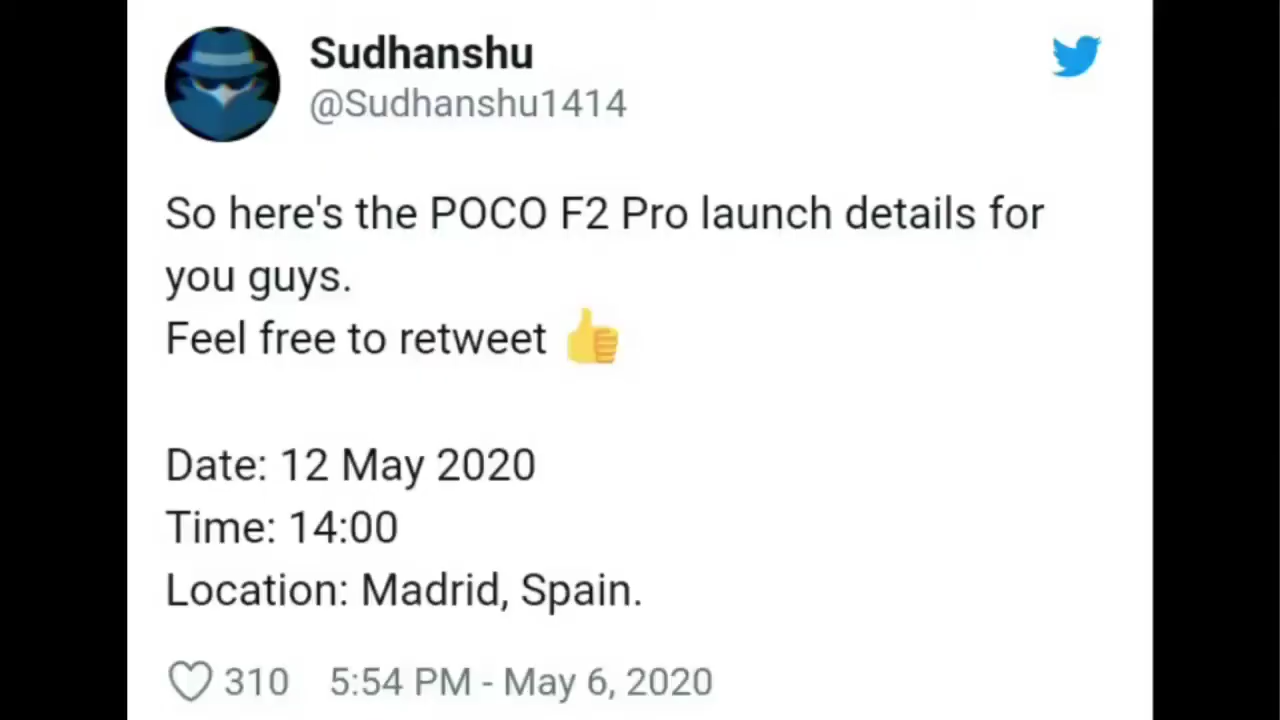 Sudhanshu
@Sudhanshu1414
So here's the POCO F2 Pro launch details for
you guys.
Feel free to retweet 👍
Date: 12 May 2020
Time: 14:00
Location: Madrid, Spain.
310 5:54 PM - May 6, 2020